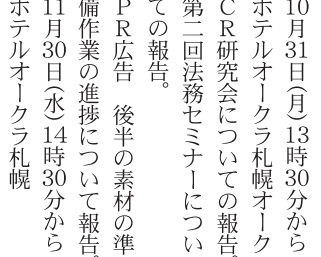 10月31日(月)13時30分から
ホテルオークラ札幌オーク
CR研究会についての報告。
第二回法務セミナーについ
ての報告。
PR広告　後半の素材の準
備作業の進捗について報告。
11月30日(水)14時30分から
ホテルオークラ札幌